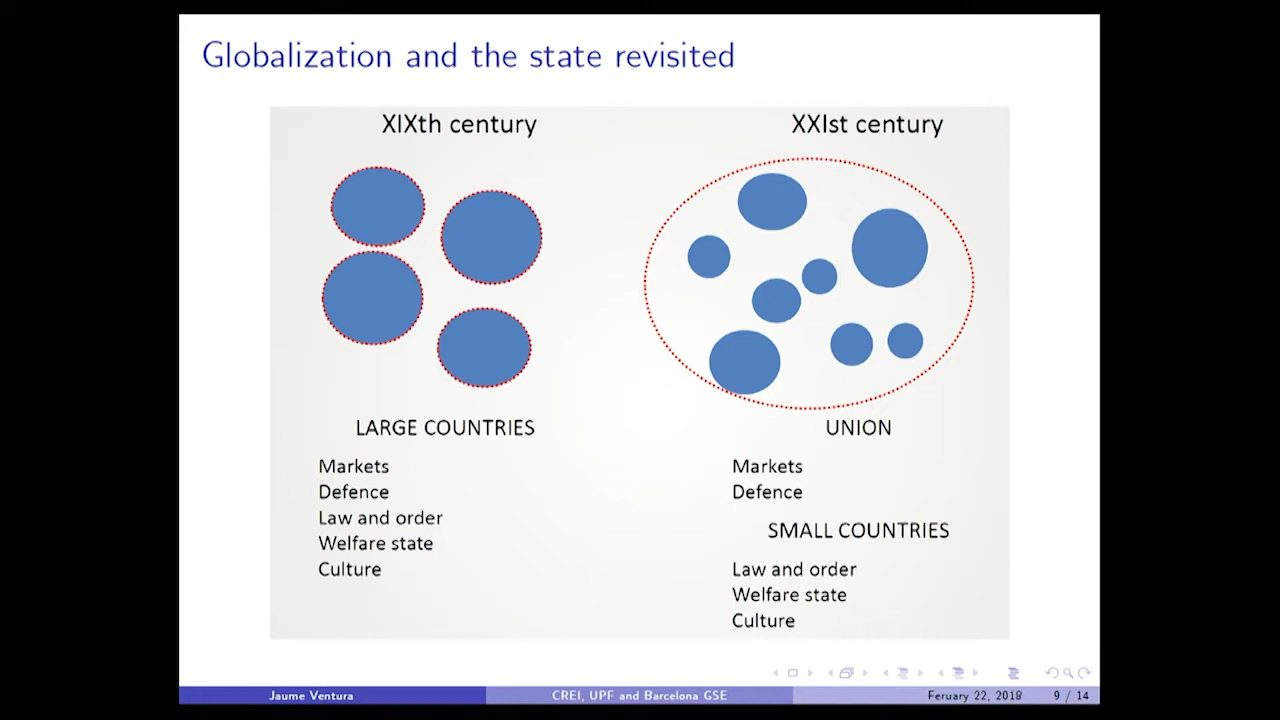 Globalization and the state revisited
XIXth century
XXIst century
LARGE COUNTRIES
Markets
Defence
Law and order
Welfare state
Culture
UNION
Markets
Defence
SMALL COUNTRIES
Law and order
Welfare state
Culture
Jaume Ventura
CREI, UPF and Barcelona GSE
Feruary 22, 2018
9 / 14